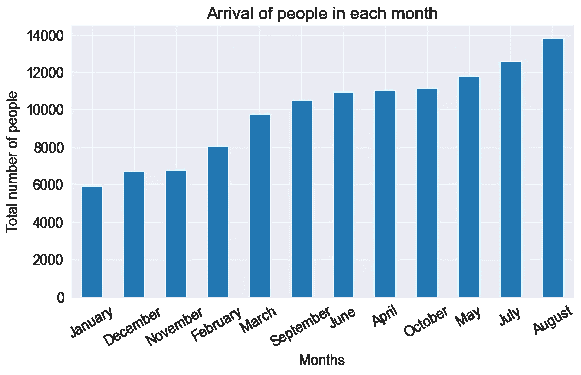 Arrival of people in each month
Total number of people
14000
12000
10000
8000
6000
4000
2000
0
January
December
November
February
March
September
June
April
October
May
July
August
Months